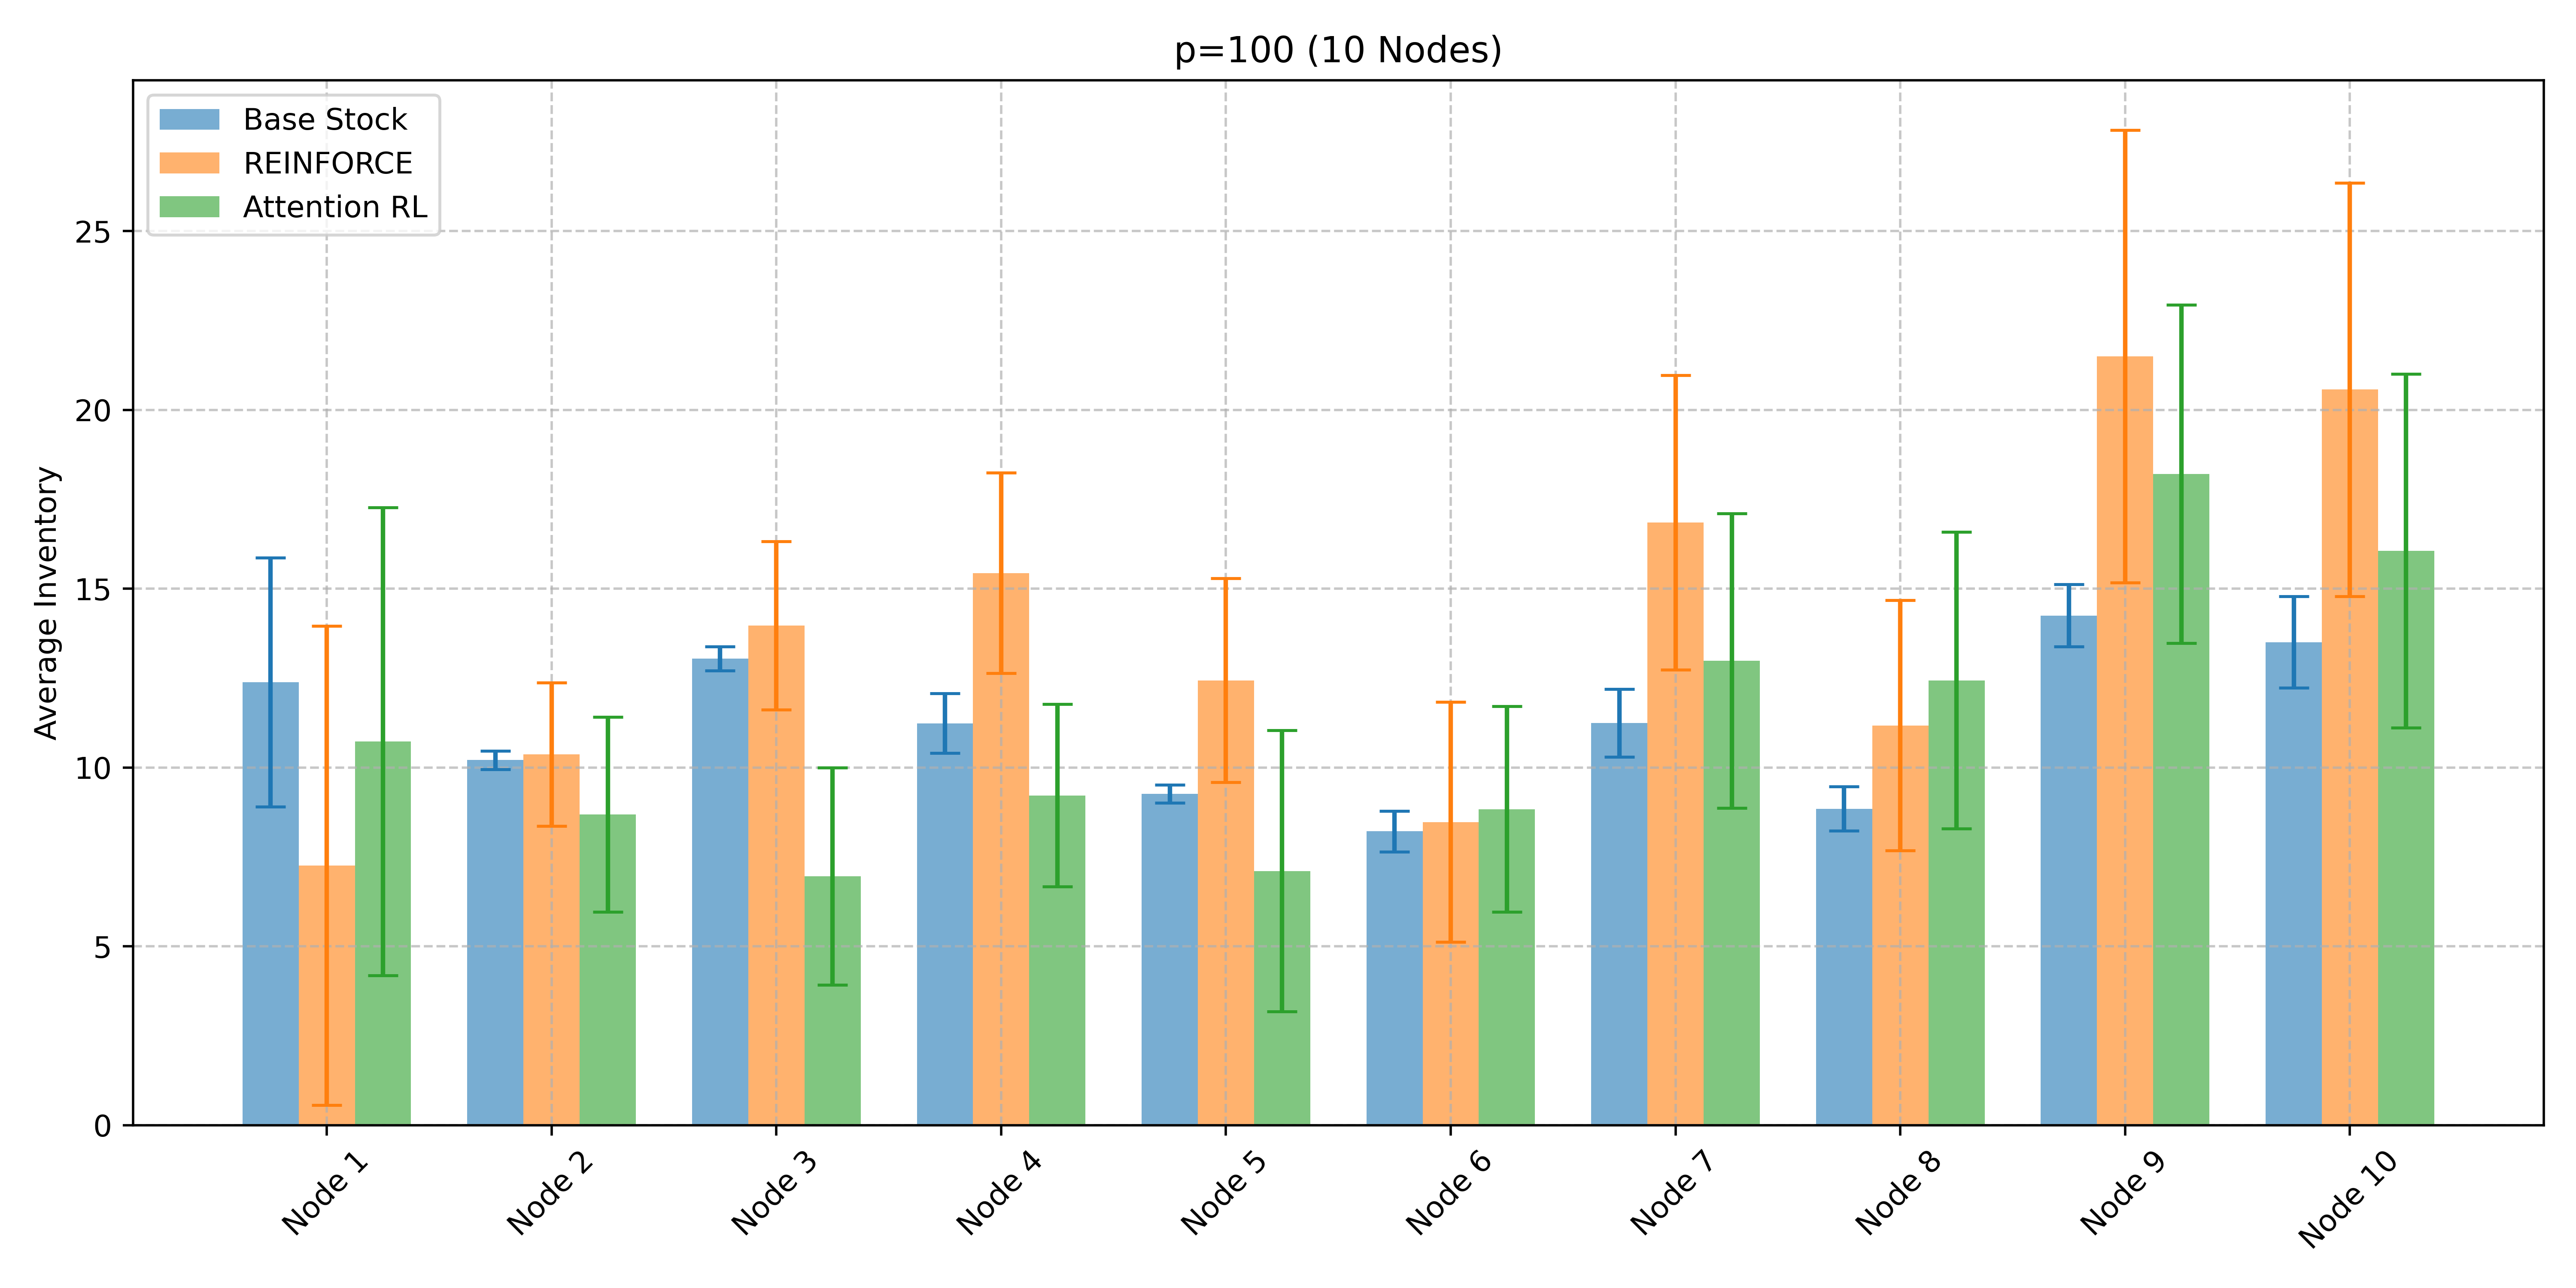 p=100 (10 Nodes)
Base Stock
REINFORCE
Attention RL
Average Inventory
25
20
15
10
5
0
Node 1
Node 2
Node 3
Node 4
Node 5
Node 6
Node 7
Node 8
Node 9
Node 10